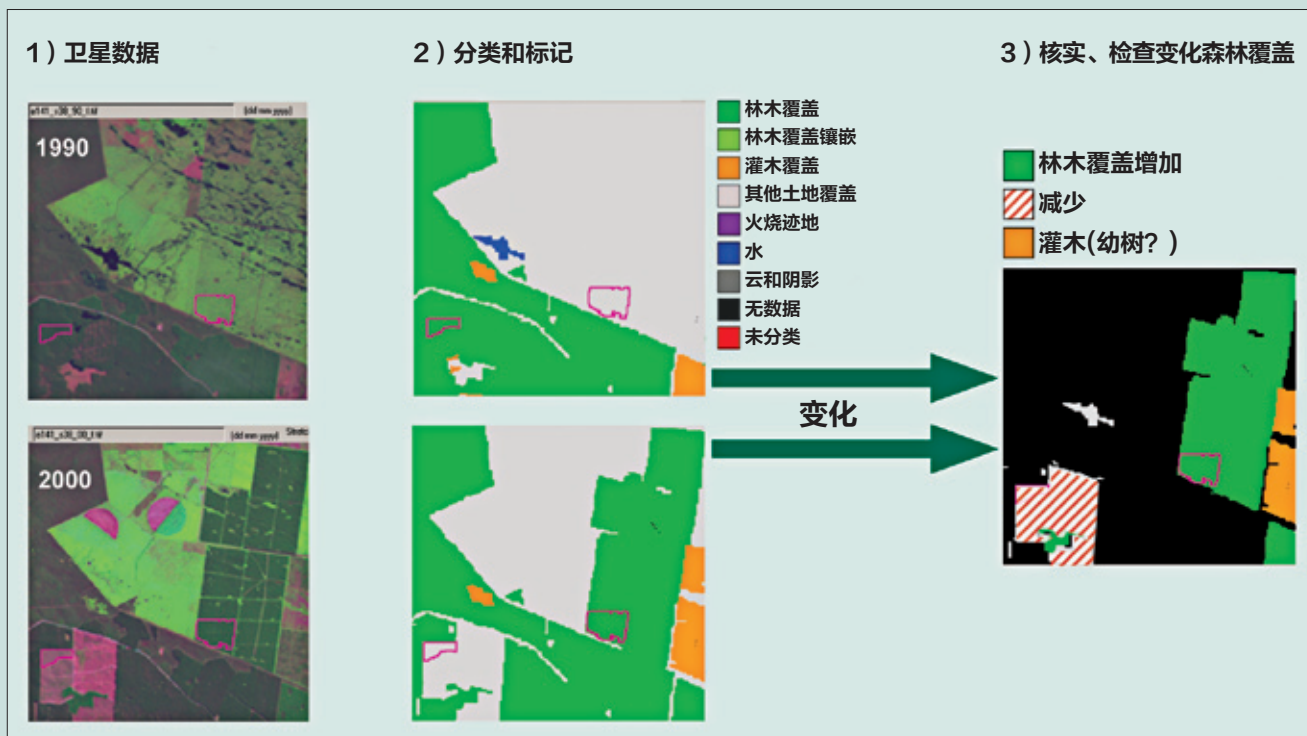 1）卫星数据
2）分类和标记
3）核实、检查变化森林覆盖
1990
林木覆盖
林木覆盖镶嵌
灌木覆盖
其他土地覆盖
火烧迹地
水
云和阴影
无数据
未分类
林木覆盖增加
减少
灌木(幼树？)
变化
2000